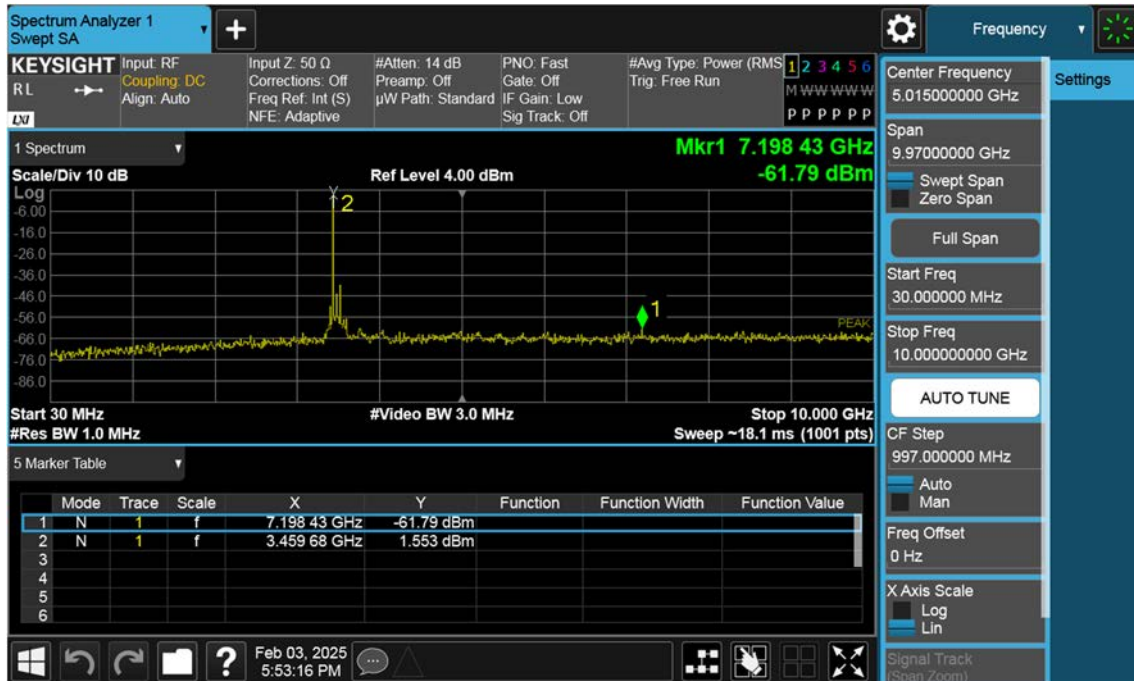 Spectrum Analyzer 1
Swept SA
Frequency
KEYSIGHT
RL
LXI
Input: RF
Coupling: DC
Align: Auto
Input Z: 50 Ω
Corrections: Off
Freq Ref: Int (S)
NFE: Adaptive
#Atten: 14 dB
Preamp: Off
µW Path: Standard
PNO: Fast
Gate: Off
IF Gain: Low
Sig Track: Off
#Avg Type: Power (RMS
Trig: Free Run
1 2 3 4 5 6
M W W W W W
P P P P P P
1 Spectrum
Mkr1 7.198 43 GHz
-61.79 dBm
Scale/Div 10 dB
Ref Level 4.00 dBm
Log
-6.00
-16.0
-26.0
-36.0
-46.0
-56.0
-66.0
-76.0
-86.0
2
1
PEAK
Start 30 MHz
#Video BW 3.0 MHz
Stop 10.000 GHz
#Res BW 1.0 MHz
Sweep ~18.1 ms (1001 pts)
5 Marker Table
Mode Trace Scale X Y Function Function Width Function Value
1 N 1 f 7.198 43 GHz -61.79 dBm
2 N 1 f 3.459 68 GHz 1.553 dBm
3
4
5
6
Feb 03, 2025
5:53:16 PM
Center Frequency
5.015000000 GHz
Settings
Span
9.97000000 GHz
Swept Span
Zero Span
Full Span
Start Freq
30.000000 MHz
Stop Freq
10.000000000 GHz
AUTO TUNE
CF Step
997.000000 MHz
Auto
Man
Freq Offset
0 Hz
X Axis Scale
Log
Lin
Signal Track
(Span Zoom)